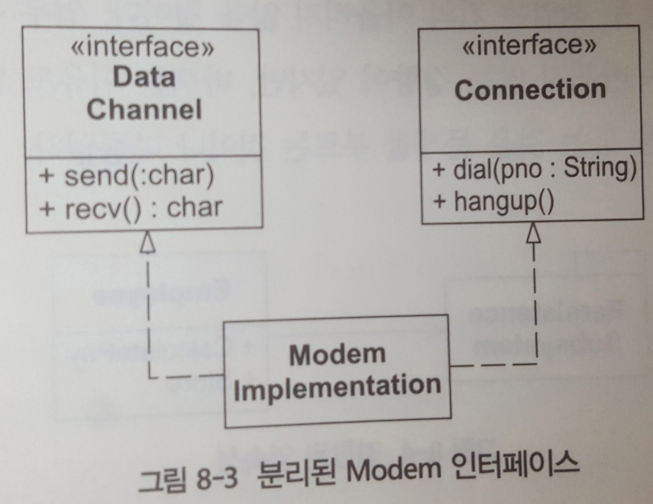 «interface»
Data
Channel
+ send(:char)
+ recv() : char
«interface»
Connection
+ dial(pno : String)
+ hangup()
Modem
Implementation
그림 8-3 분리된 Modem 인터페이스